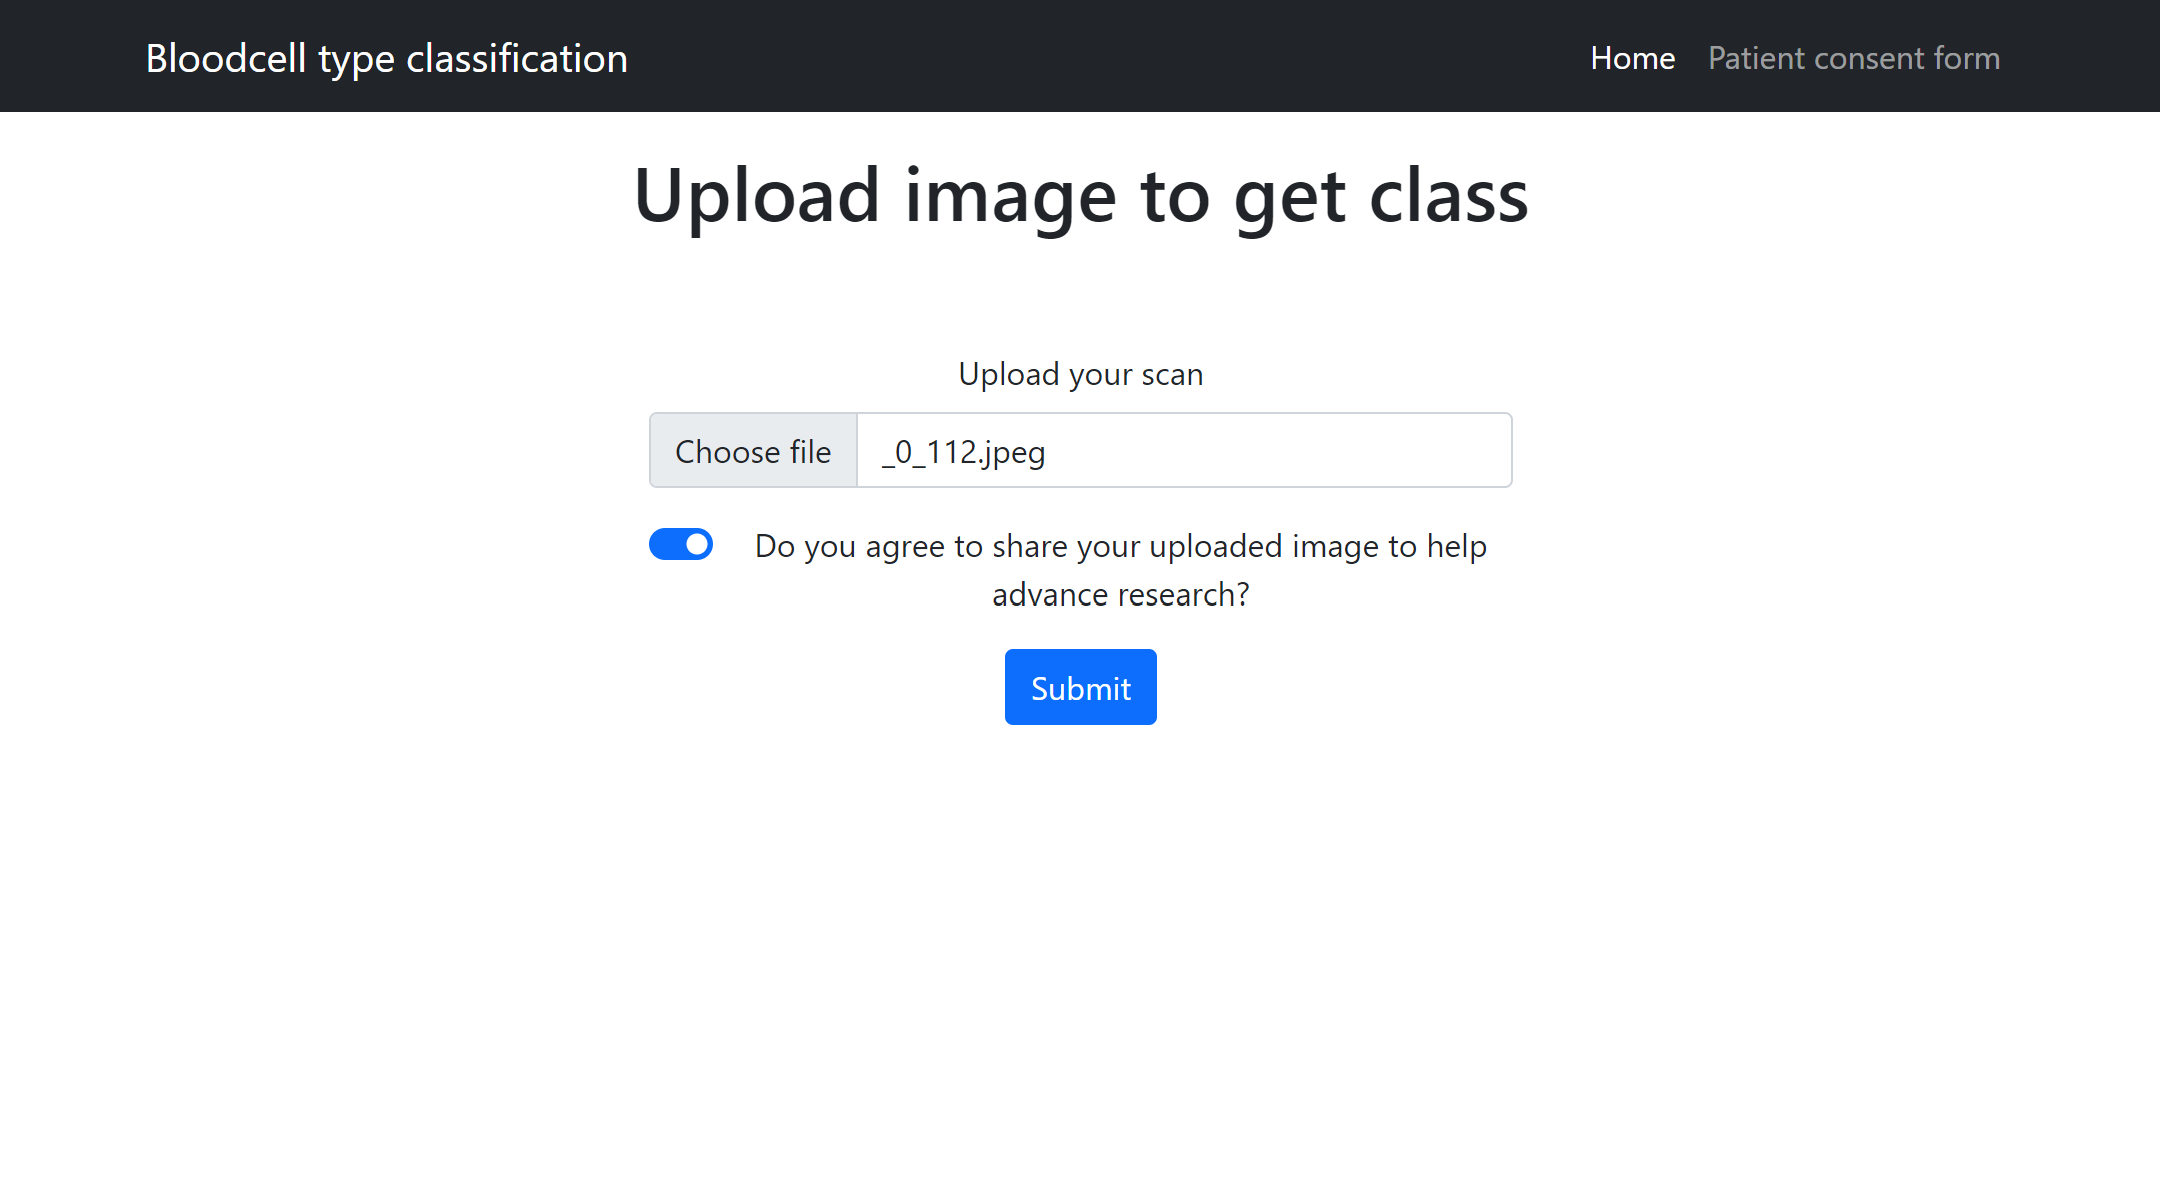 Bloodcell type classification
Home
Patient consent form
Upload image to get class
Upload your scan
Choose file
_0_112.jpeg
Do you agree to share your uploaded image to help
advance research?
Submit